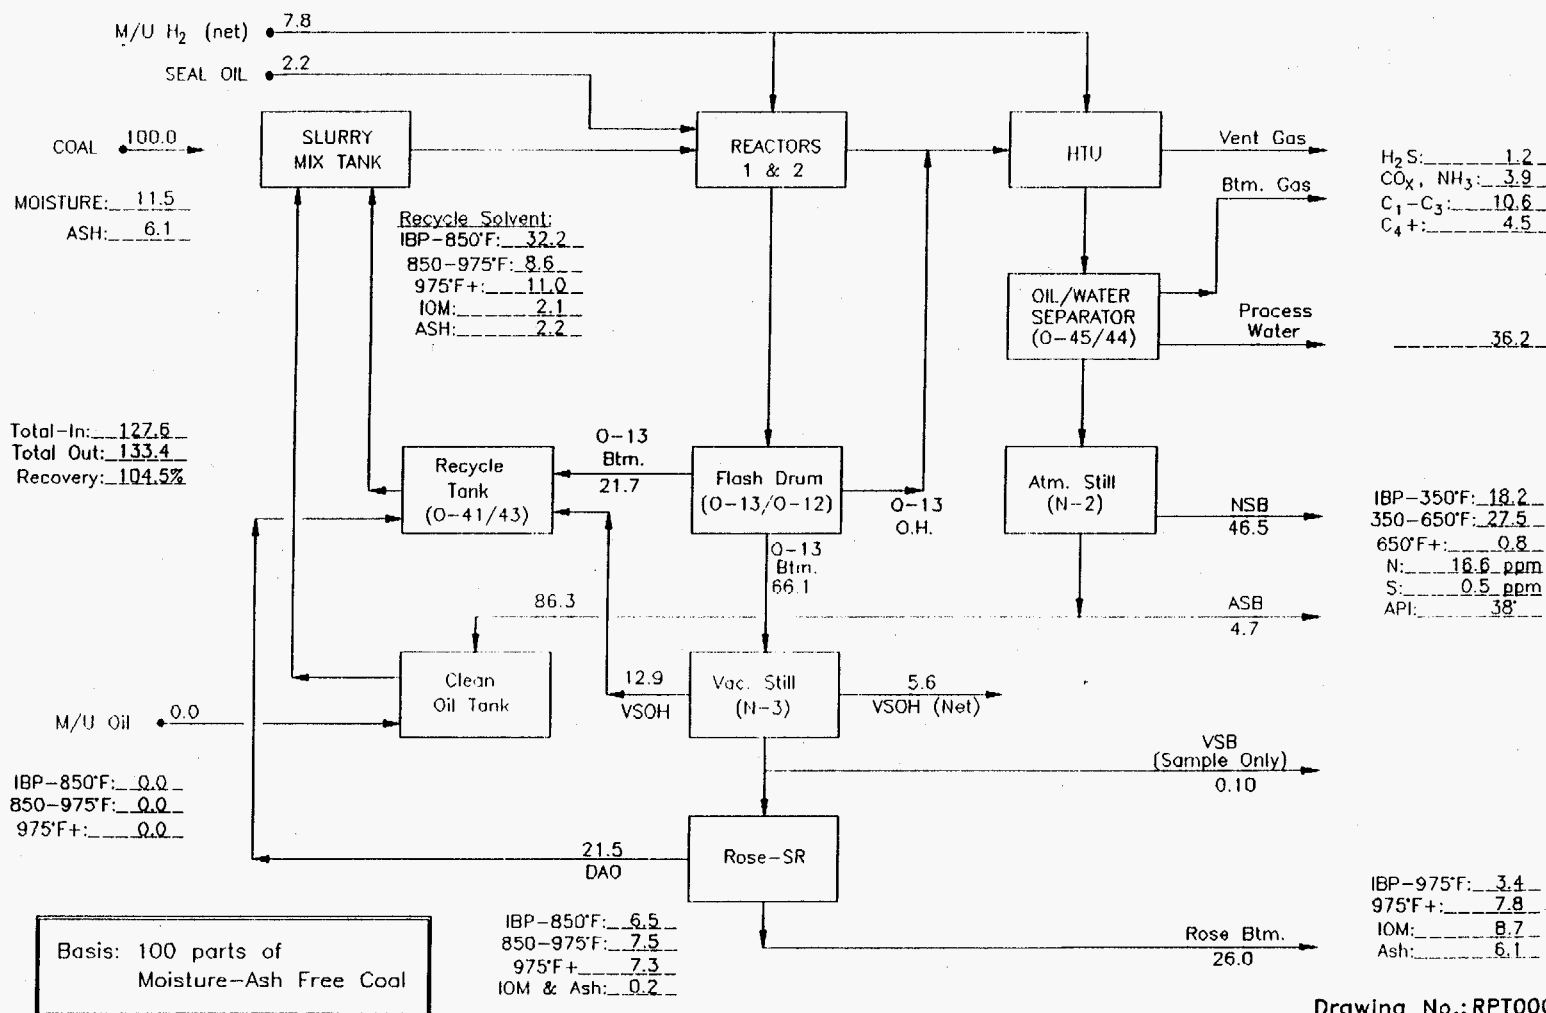 M/U H₂ (net) 7.8
SEAL OIL 2.2
COAL 100.0
MOISTURE: 11.5
ASH: 6.1
SLURRY
MIX TANK
REACTORS
1 & 2
HTU
Vent Gas
Btm. Gas
H₂S: 1.2
COₓ, NH₃: 3.9
C₁-C₃: 10.6
C₄+: 4.5
Recycle Solvent:
IBP-850°F: 32.2
850-975°F: 8.6
975°F+: 11.0
IOM: 2.1
ASH: 2.2
OIL/WATER
SEPARATOR
(O-45/44)
Process
Water
36.2
Total-In: 127.6
Total Out: 133.4
Recovery: 104.5%
Recycle
Tank
(O-41/43)
O-13
Btm.
21.7
Flash Drum
(O-13/O-12)
O-13
O.H.
Atm. Still
(N-2)
NSB
46.5
IBP-350°F: 18.2
350-650°F: 27.5
650°F+: 0.8
N: 16.6 ppm
S: 0.5 ppm
API: 38°
O-13
Btm.
66.1
86.3
ASB
4.7
Clean
Oil Tank
12.9
VSOH
Vac. Still
(N-3)
5.6
VSOH (Net)
M/U Oil 0.0
IBP-850°F: 0.0
850-975°F: 0.0
975°F+: 0.0
VSB
(Sample Only)
0.10
21.5
DAO
Rose-SR
IBP-850°F: 6.5
850-975°F: 7.5
975°F+ 7.3
IOM & Ash: 0.2
Rose Btm.
26.0
IBP-975°F: 3.4
975°F+: 7.8
IOM: 8.7
Ash: 6.1
Basis: 100 parts of
Moisture-Ash Free Coal
Drawing No.: RPT000